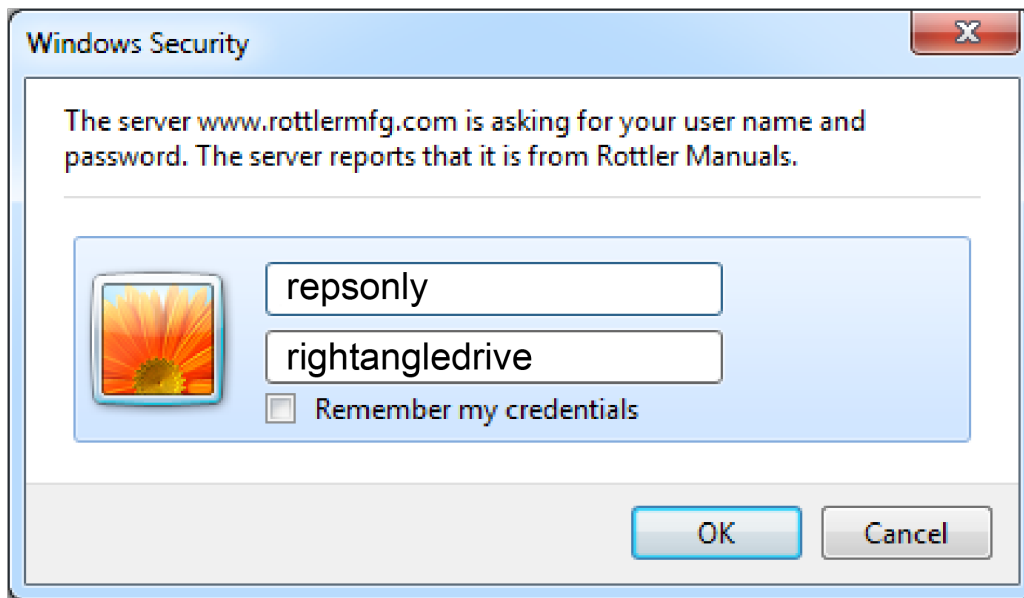 Windows Security
The server www.rottlermfg.com is asking for your user name and
password. The server reports that it is from Rottler Manuals.
repsonly
rightangledrive
Remember my credentials
OK
Cancel